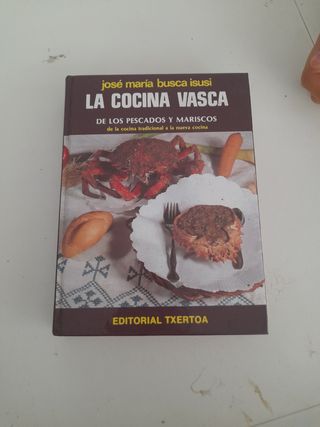 josé maría busca isusi
LA COCINA VASCA
DE LOS PESCADOS Y MARISCOS
de la cocina tradicional a la nueva cocina
EDITORIAL TXERTOA